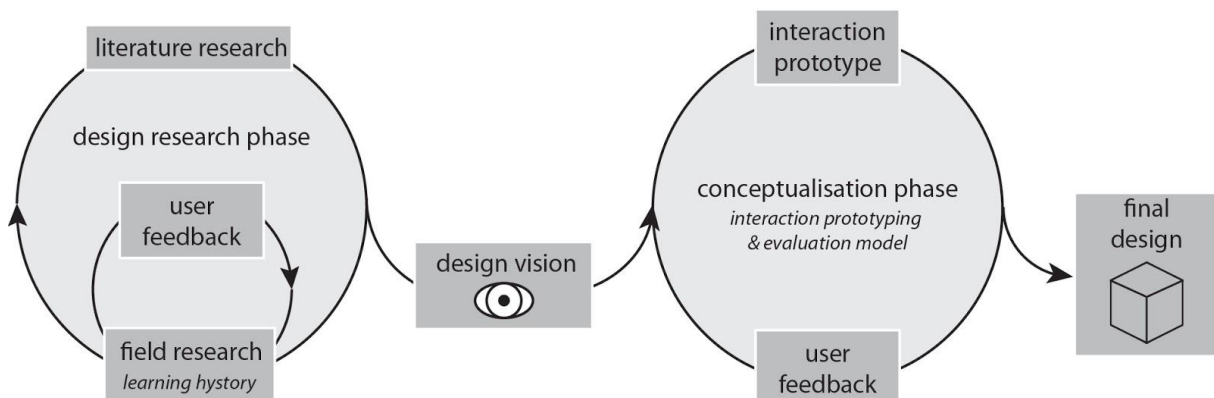 literature research
design research phase
user
feedback
field research
learning hystory
design vision
interaction
prototype
conceptualisation phase
interaction prototyping
& evaluation model
user
feedback
final
design